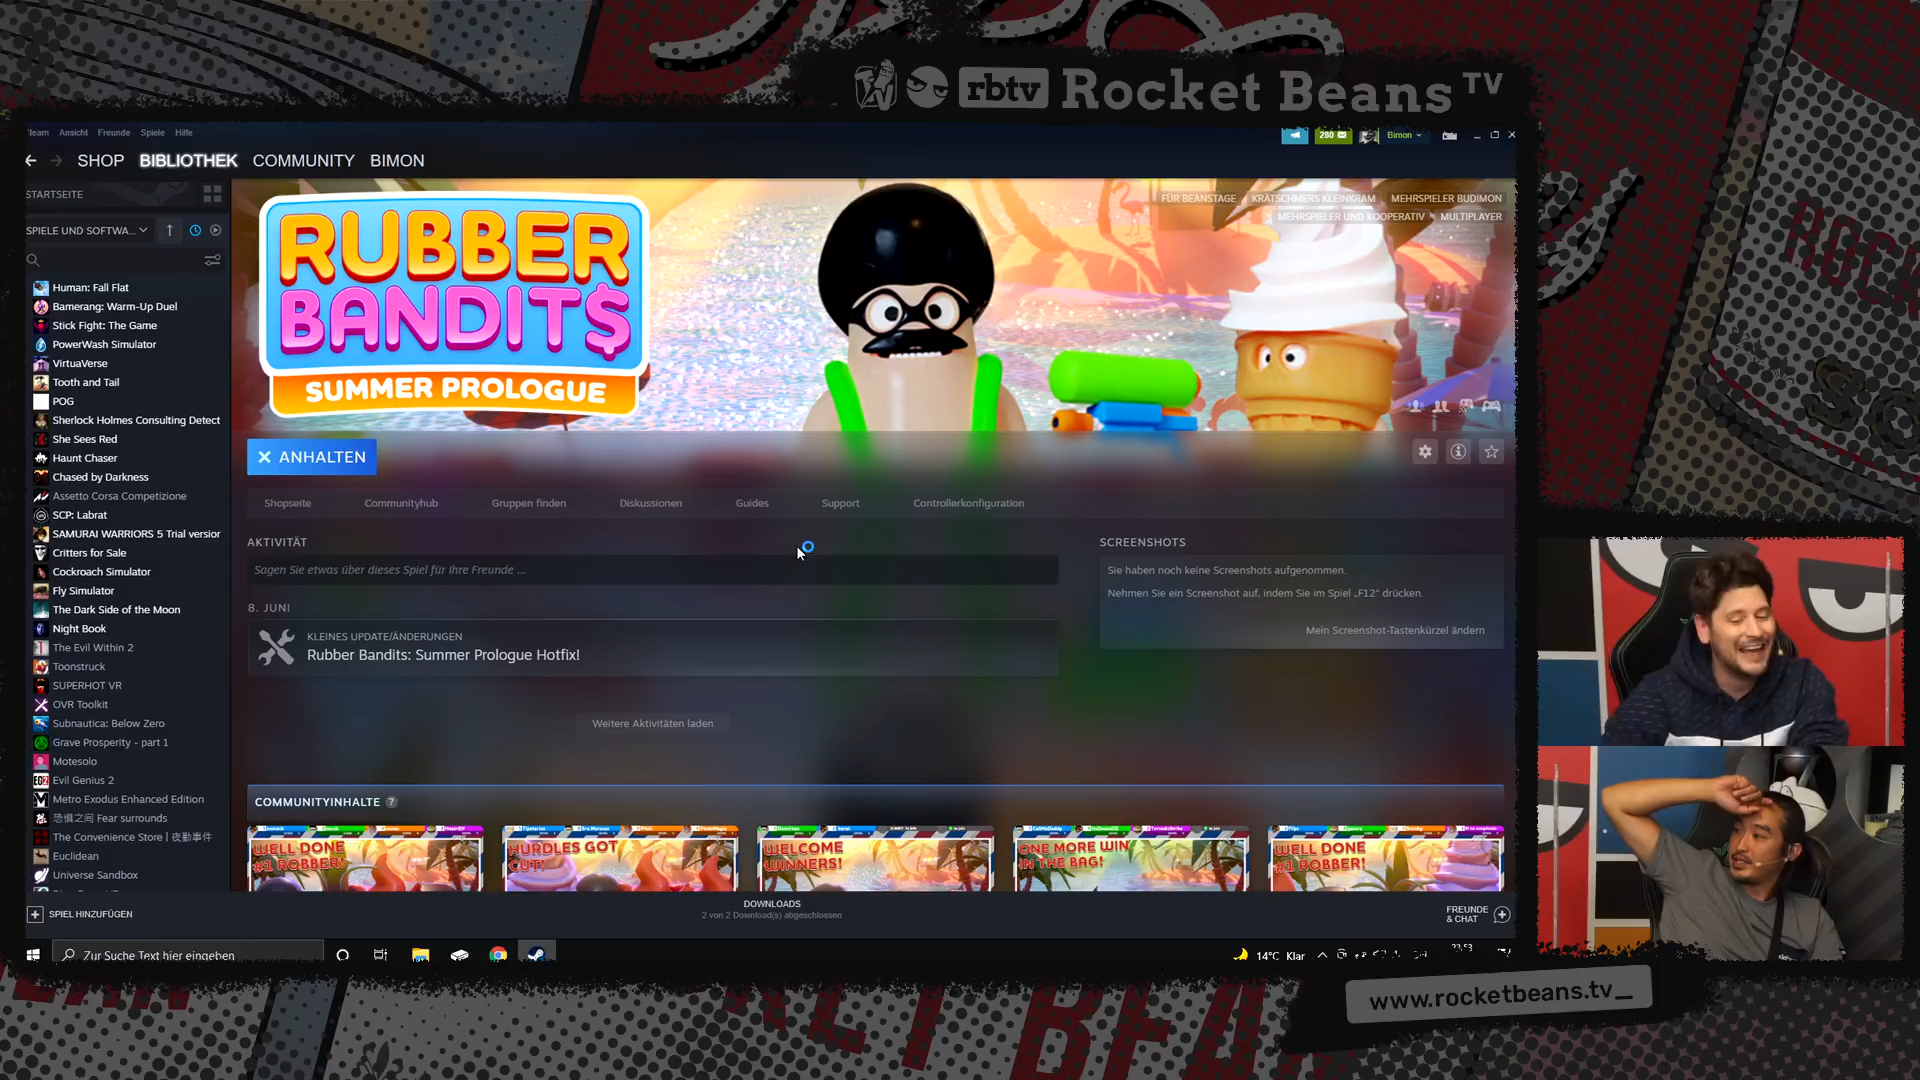 rbtv Rocket Beans TV
Ansicht Freunde Spiele Hilfe
280
Bimon
SHOP BIBLIOTHEK COMMUNITY BIMON
STARTSEITE
SPIELE UND SOFTWA...
Human: Fall Flat
Bamerang: Warm-Up Duel
Stick Fight: The Game
PowerWash Simulator
VirtuaVerse
Tooth and Tail
POG
Sherlock Holmes Consulting Detect
She Sees Red
Haunt Chaser
Chased by Darkness
Assetto Corsa Competizione
SCP: Labrat
SAMURAI WARRIORS 5 Trial version
Critters for Sale
Cockroach Simulator
Fly Simulator
The Dark Side of the Moon
Night Book
The Evil Within 2
Toonstruck
SUPERHOT VR
OVR Toolkit
Subnautica: Below Zero
Grave Prosperity - part 1
Motesolo
Evil Genius 2
Metro Exodus Enhanced Edition
恐惧之间 Fear surrounds
The Convenience Store | 夜勤事件
Euclidean
Universe Sandbox
SPIEL HINZUFÜGEN
RUBBER
BANDIT$
SUMMER PROLOGUE
FÜR BEANSTAGE KRATSCHMERS KLEINKRAM MEHRSPIELER BUDIMON
MEHRSPIELER UND KOOPERATIV MULTIPLAYER
ANHALTEN
Shopseite Communityhub Gruppen finden Diskussionen Guides Support Controllerkonfiguration
AKTIVITÄT
Sagen Sie etwas über dieses Spiel für Ihre Freunde ...
8. JUNI
KLEINES UPDATE/ÄNDERUNGEN
Rubber Bandits: Summer Prologue Hotfix!
Weitere Aktivitäten laden
SCREENSHOTS
Sie haben noch keine Screenshots aufgenommen.
Nehmen Sie ein Screenshot auf, indem Sie im Spiel „F12" drücken.
Mein Screenshot-Tastenkürzel ändern
COMMUNITYINHALTE ?
WELL DONE
#1 ROBBER!
HURDLES GOT
CUT!
WELCOME
WINNERS!
ONE MORE WIN
IN THE BAG!
WELL DONE
#1 ROBBER!
DOWNLOADS
2 von 2 Download(s) abgeschlossen
FREUNDE
& CHAT
Zur Suche Text hier eingeben
14°C Klar
www.rocketbeans.tv_